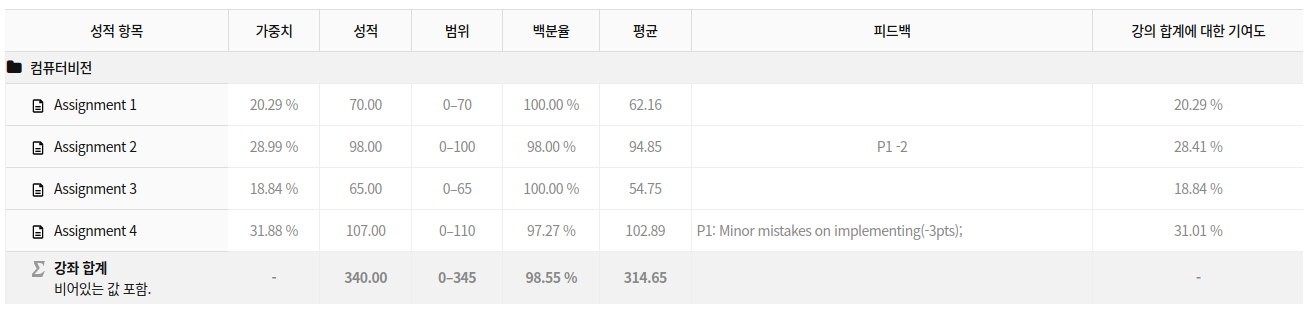 성적 항목 가중치 성적 범위 백분율 평균 피드백 강의 합계에 대한 기여도
컴퓨터비전
Assignment 1 20.29 % 70.00 0–70 100.00 % 62.16 20.29 %
Assignment 2 28.99 % 98.00 0–100 98.00 % 94.85 P1 -2 28.41 %
Assignment 3 18.84 % 65.00 0–65 100.00 % 54.75 18.84 %
Assignment 4 31.88 % 107.00 0–110 97.27 % 102.89 P1: Minor mistakes on implementing(-3pts); 31.01 %
강좌 합계
비어있는 값 포함. - 340.00 0–345 98.55 % 314.65 -